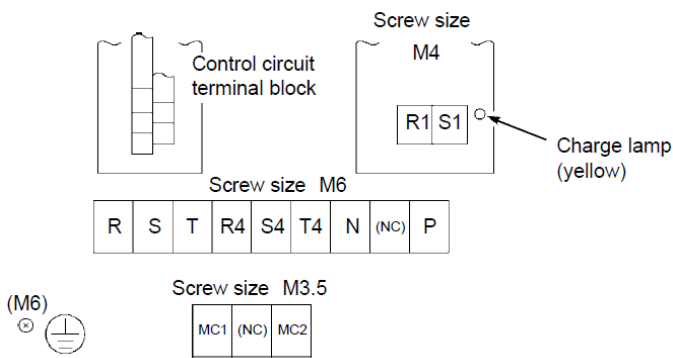 Screw size
M4
Control circuit
terminal block
R1 S1
Charge lamp
(yellow)
Screw size M6
R S T R4 S4 T4 N (NC) P
Screw size M3.5
(M6)
MC1 (NC) MC2